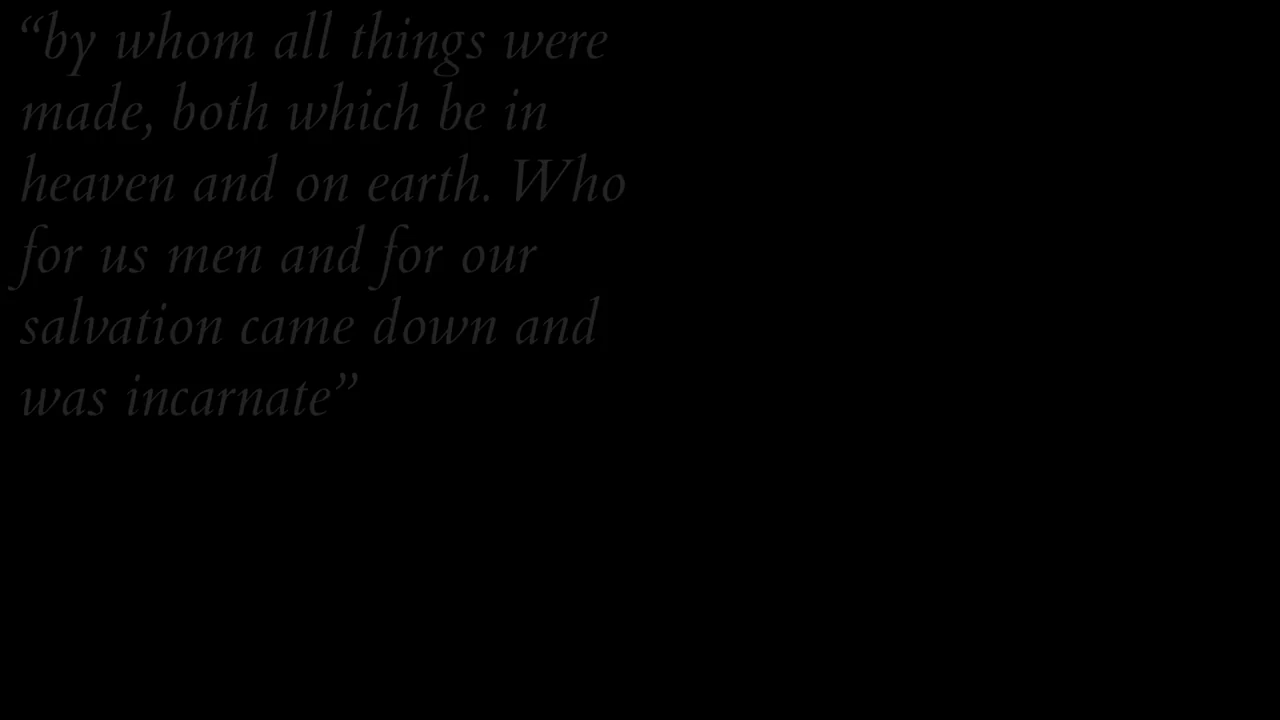 “by whom all things were
made, both which be in
heaven and on earth. Who
for us men and for our
salvation came down and
was incarnate”